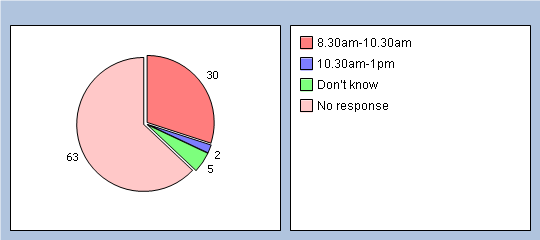 30
2
5
63
8.30am-10.30am
10.30am-1pm
Don't know
No response